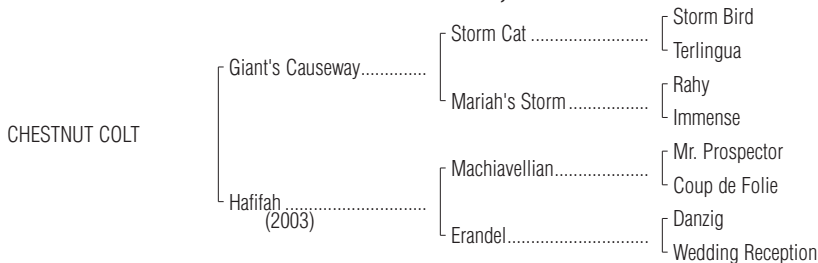 Storm Bird
Storm Cat ..........................
Terlingua
Giant's Causeway..............
Rahy
Mariah's Storm ..................
Immense
CHESTNUT COLT
Mr. Prospector
Machiavellian.....................
Coup de Folie
Hafifah ..............................
(2003)
Danzig
Erandel................................
Wedding Reception